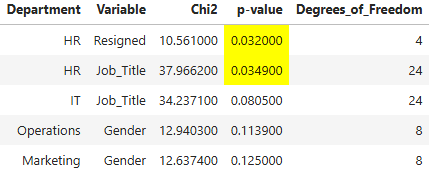 Department Variable Chi2 p-value Degrees_of_Freedom
HR Resigned 10.561000 0.032000 4
HR Job_Title 37.966200 0.034900 24
IT Job_Title 34.237100 0.080500 24
Operations Gender 12.940300 0.113900 8
Marketing Gender 12.637400 0.125000 8